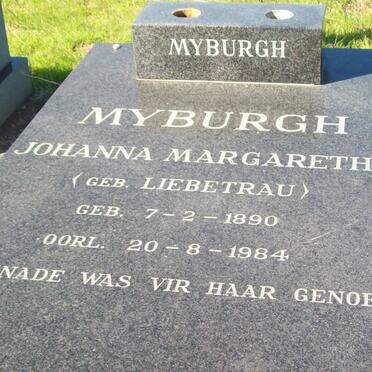 MYBURGH
MYBURGH
JOHANNA MARGARETH
(GEB. LIEBETRAU)
GEB. 7-2-1890
OORL. 20-8-1984
NADE WAS VIR HAAR GENOE